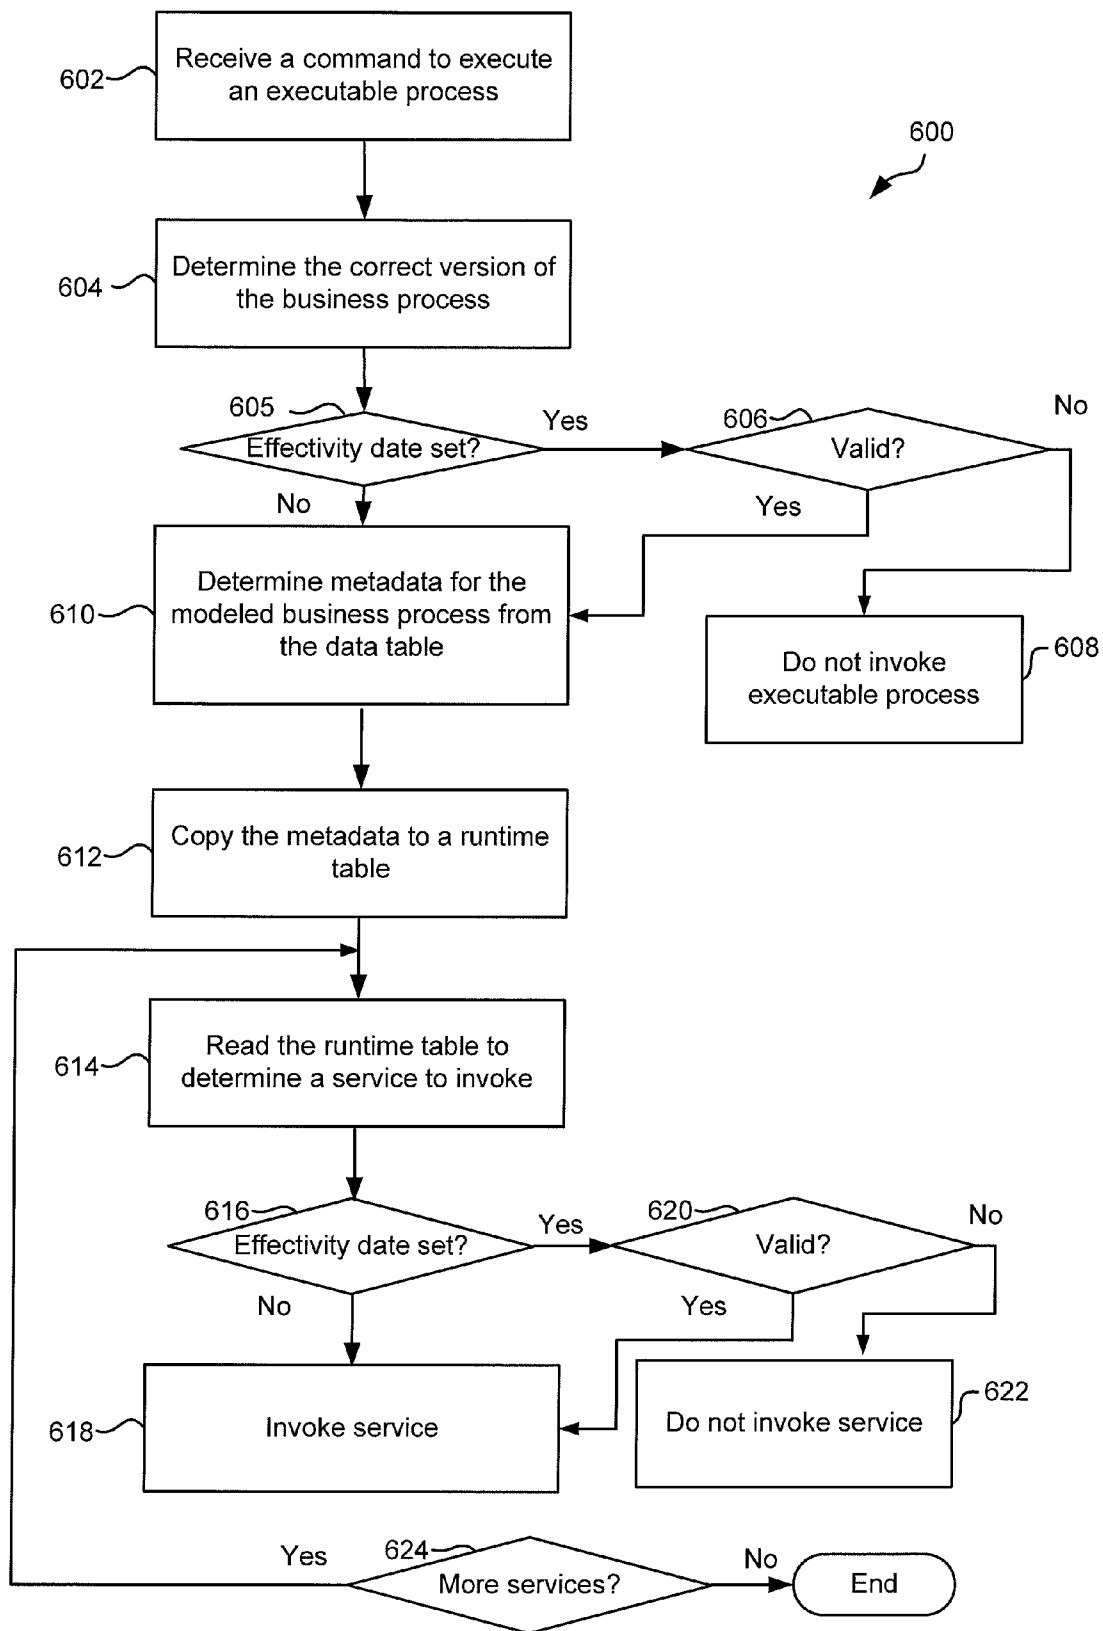 Receive a command to execute
an executable process
602
600
Determine the correct version of
the business process
604
605
Effectivity date set?
Yes
606
Valid?
No
No
Yes
Determine metadata for the
modeled business process from
the data table
610
Do not invoke
executable process
608
Copy the metadata to a runtime
table
612
Read the runtime table to
determine a service to invoke
614
616
Effectivity date set?
Yes
620
Valid?
No
No
Yes
Invoke service
618
Do not invoke service
622
Yes
624
More services?
No
End